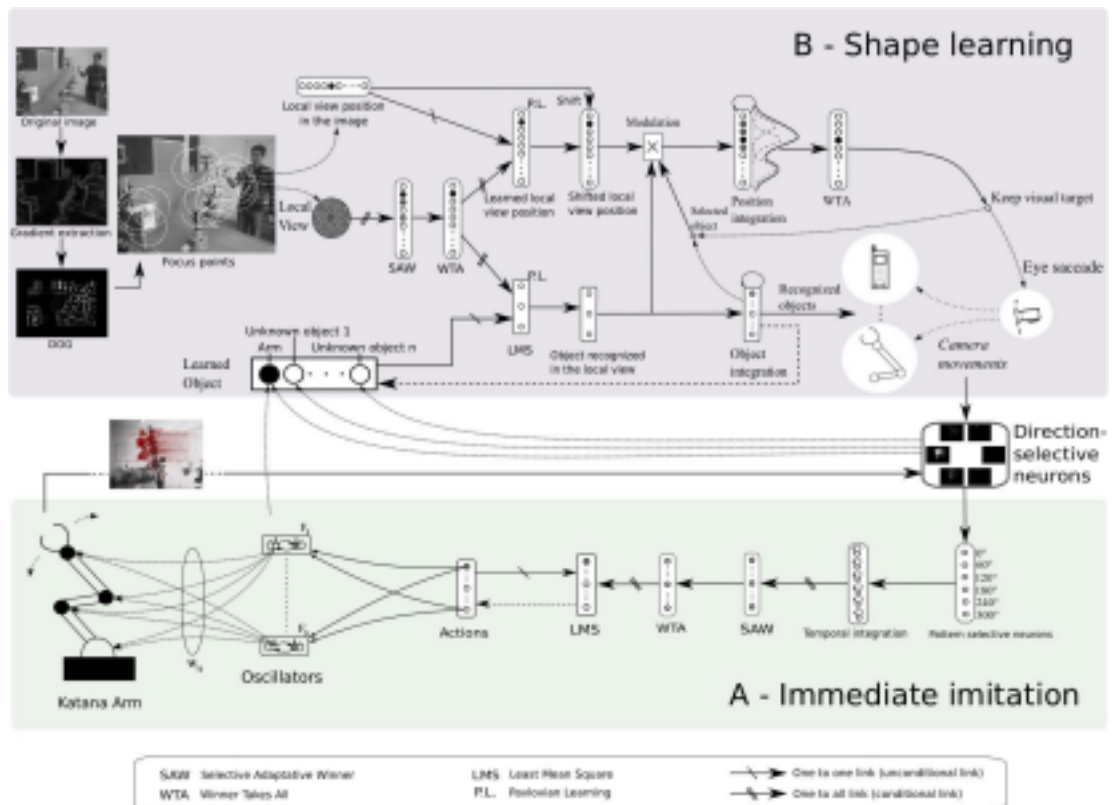 B - Shape learning
Original image
Gradient extraction
DOG
Focus points
Local view position
in the image
Local
View
SAW
WTA
P.L.
Learned local
view position
Shift
Shifted local
view position
Modulation
Position
integration
WTA
Keep visual target
Selected
object
Eye saccade
P.L.
LMS
Object recognized
in the local view
Object
integration
Recognized
objects
Camera
movements
Unknown object 1
Arm
Unknown object n
Learned
Object
Direction-
selective
neurons
Katana Arm
Oscillators
Actions
LMS
WTA
SAW
Temporal integration
0°
60°
120°
180°
240°
300°
Pattern selective neurons
A - Immediate imitation
SAW Selective Adaptative Winner
WTA Winner Takes All
LMS Least Mean Square
P.L. Pavlovian Learning
One to one link (unconditional link)
One to all link (conditional link)